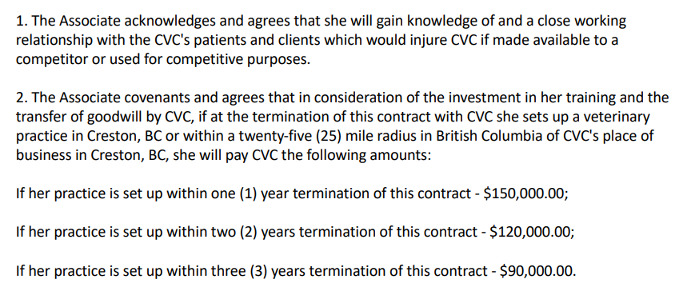 1. The Associate acknowledges and agrees that she will gain knowledge of and a close working
relationship with the CVC's patients and clients which would injure CVC if made available to a
competitor or used for competitive purposes.
2. The Associate covenants and agrees that in consideration of the investment in her training and the
transfer of goodwill by CVC, if at the termination of this contract with CVC she sets up a veterinary
practice in Creston, BC or within a twenty-five (25) mile radius in British Columbia of CVC's place of
business in Creston, BC, she will pay CVC the following amounts:
If her practice is set up within one (1) year termination of this contract - $150,000.00;
If her practice is set up within two (2) years termination of this contract - $120,000.00;
If her practice is set up within three (3) years termination of this contract - $90,000.00.